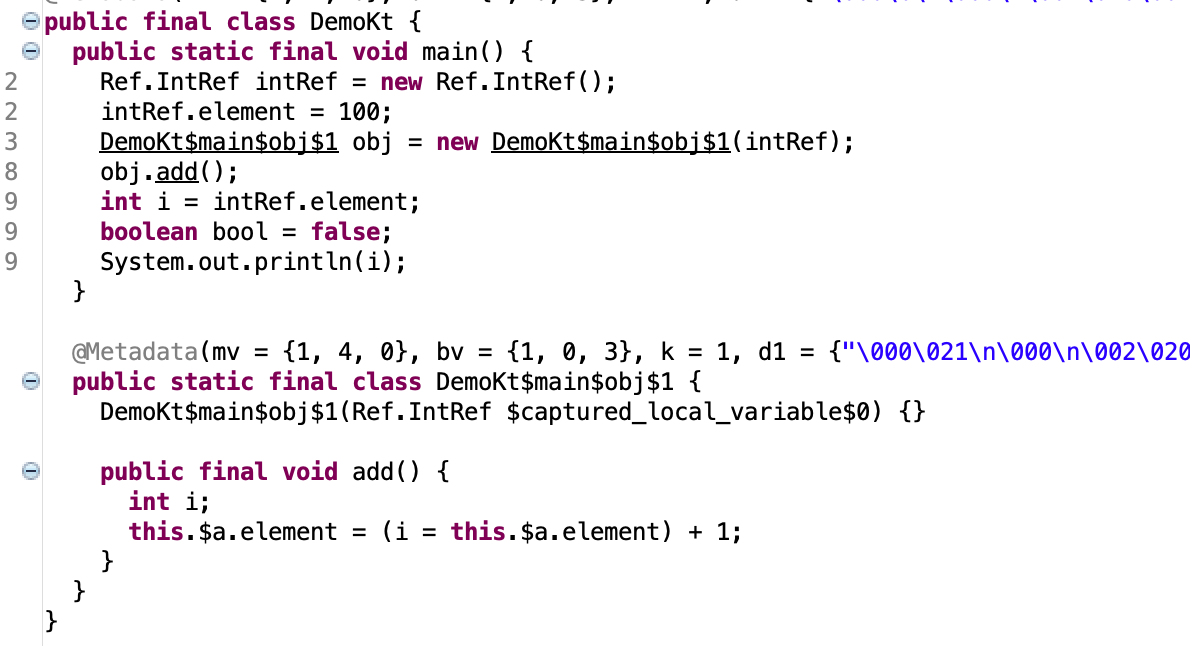 public final class DemoKt {
public static final void main() {
2 Ref.IntRef intRef = new Ref.IntRef();
2 intRef.element = 100;
3 DemoKt$main$obj$1 obj = new DemoKt$main$obj$1(intRef);
8 obj.add();
9 int i = intRef.element;
9 boolean bool = false;
9 System.out.println(i);
}
@Metadata(mv = {1, 4, 0}, bv = {1, 0, 3}, k = 1, d1 = {"\000\021\n\000\n\002\020
public static final class DemoKt$main$obj$1 {
DemoKt$main$obj$1(Ref.IntRef $captured_local_variable$0) {}
public final void add() {
int i;
this.$a.element = (i = this.$a.element) + 1;
}
}
}